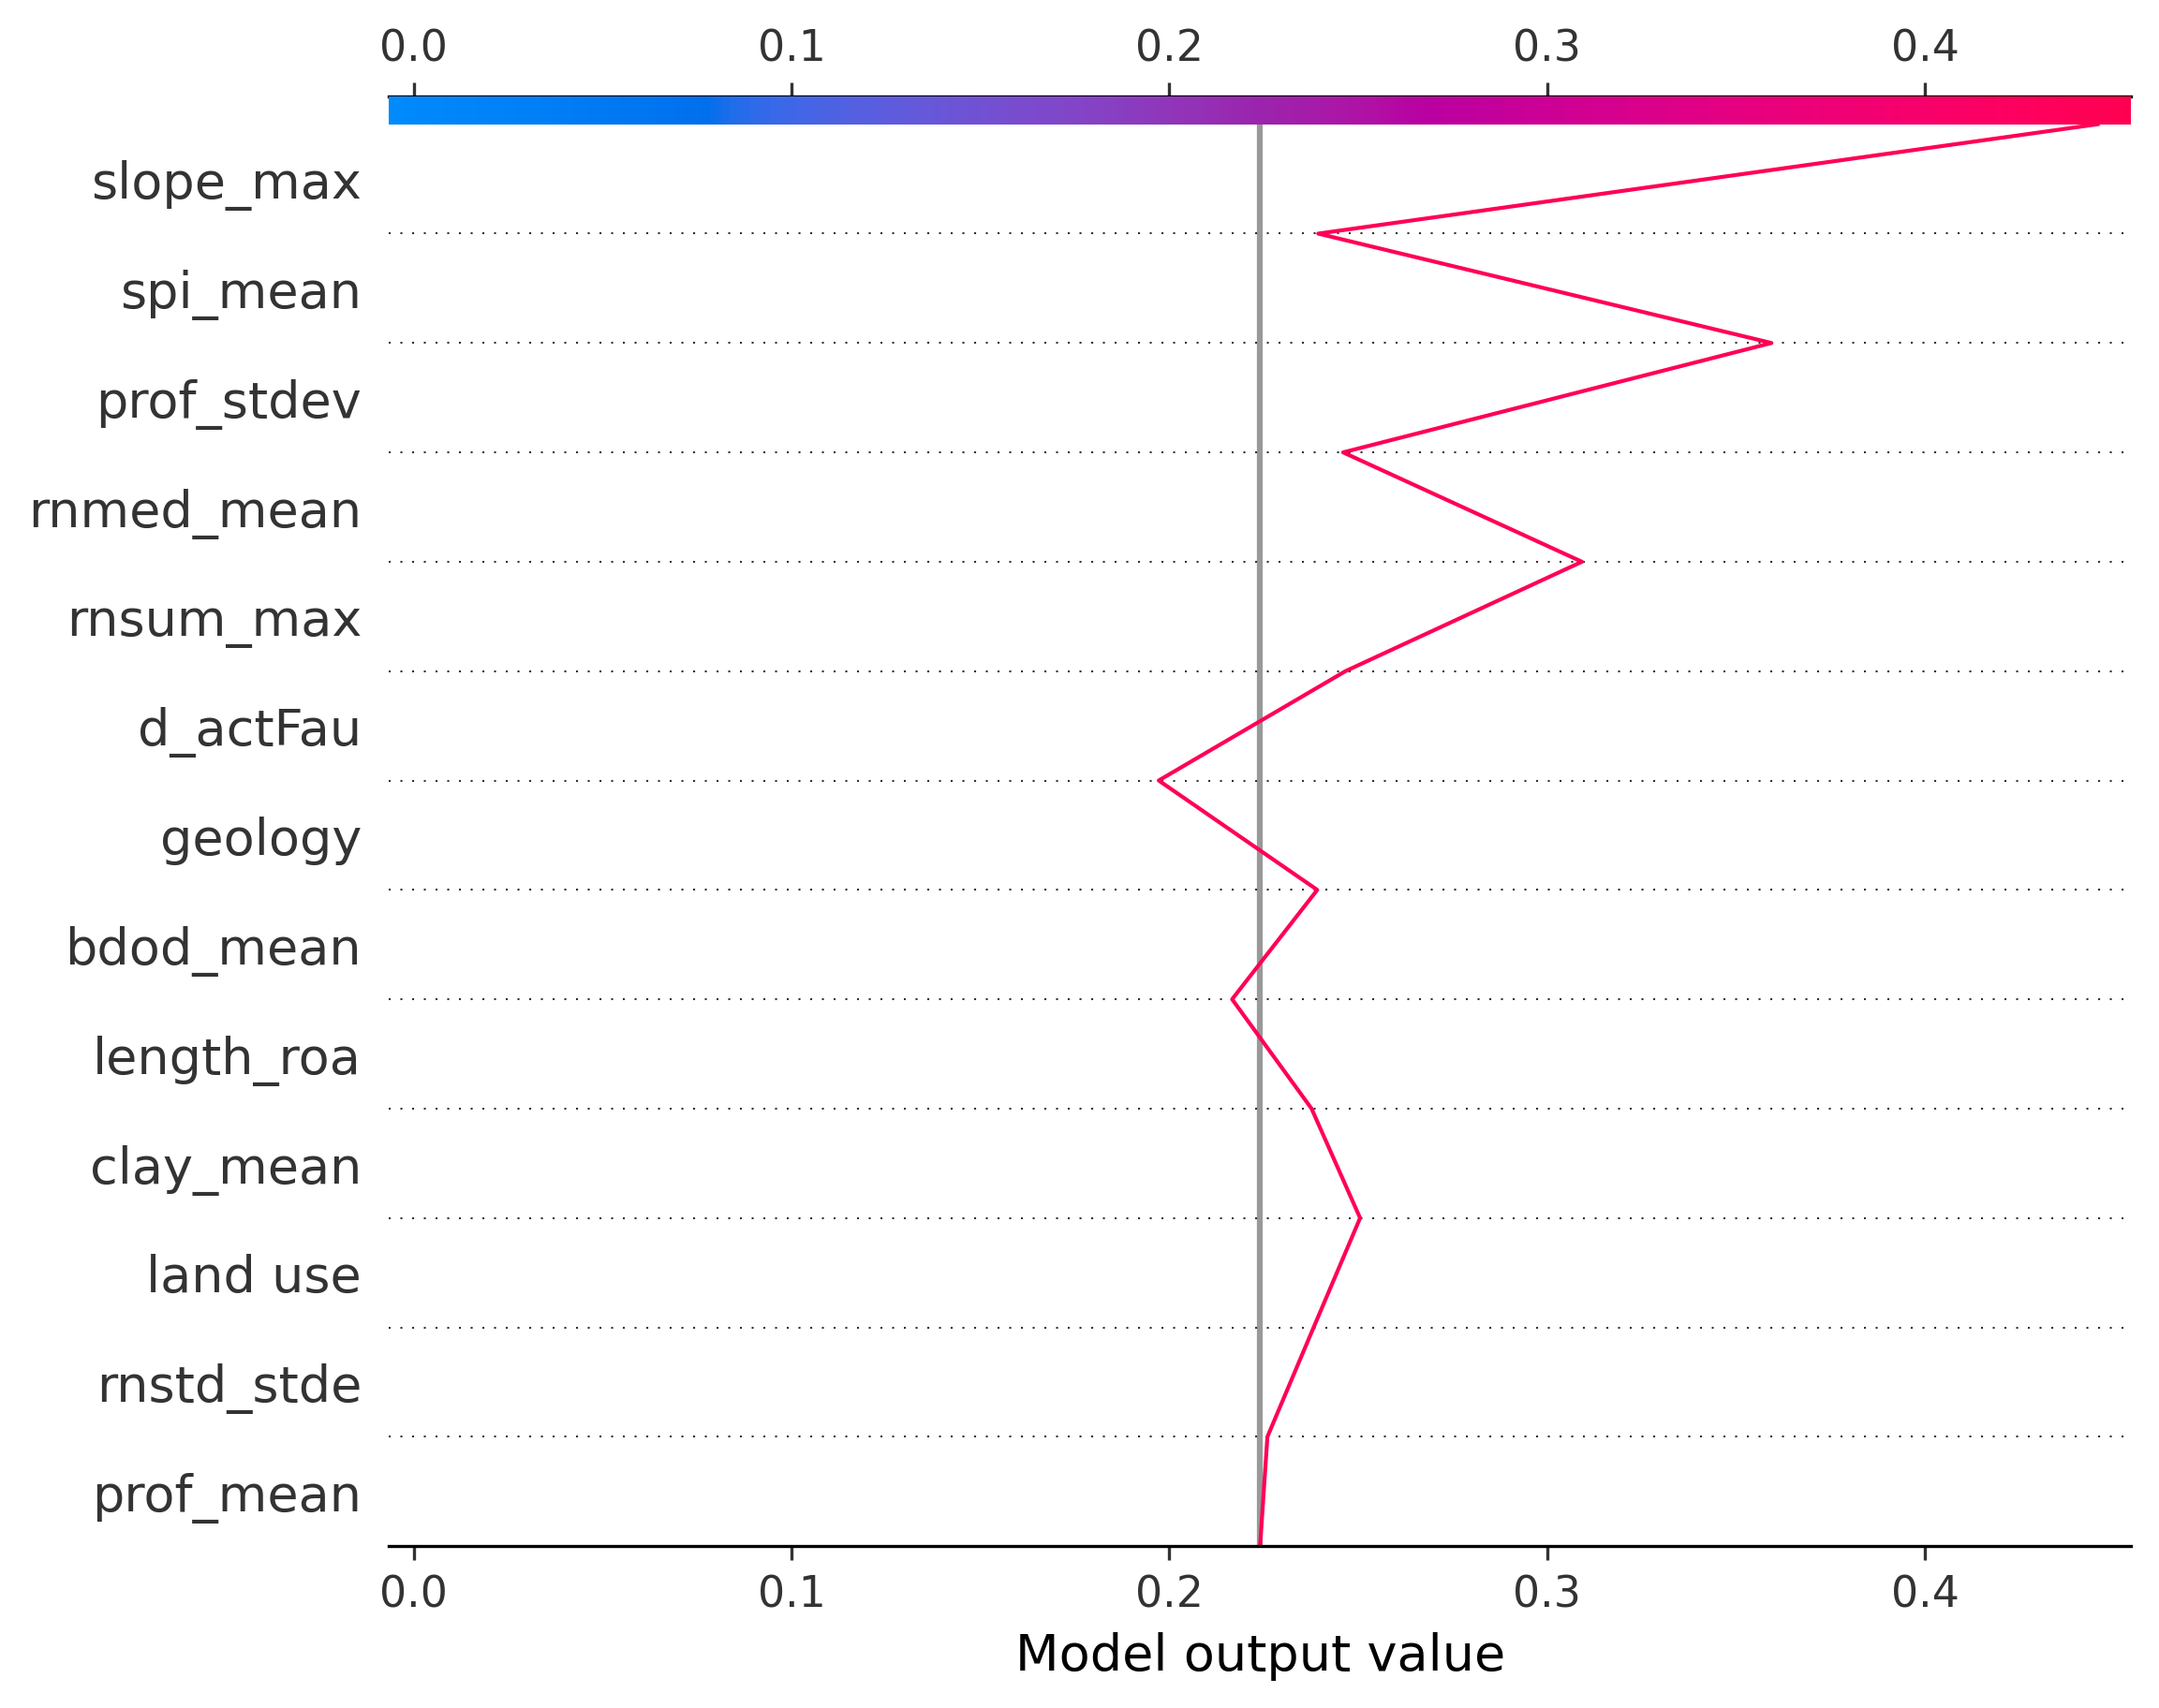 0.0 0.1 0.2 0.3 0.4
slope_max
spi_mean
prof_stdev
rnmed_mean
rnsum_max
d_actFau
geology
bdod_mean
length_roa
clay_mean
land use
rnstd_stde
prof_mean
0.0 0.1 0.2 0.3 0.4
Model output value